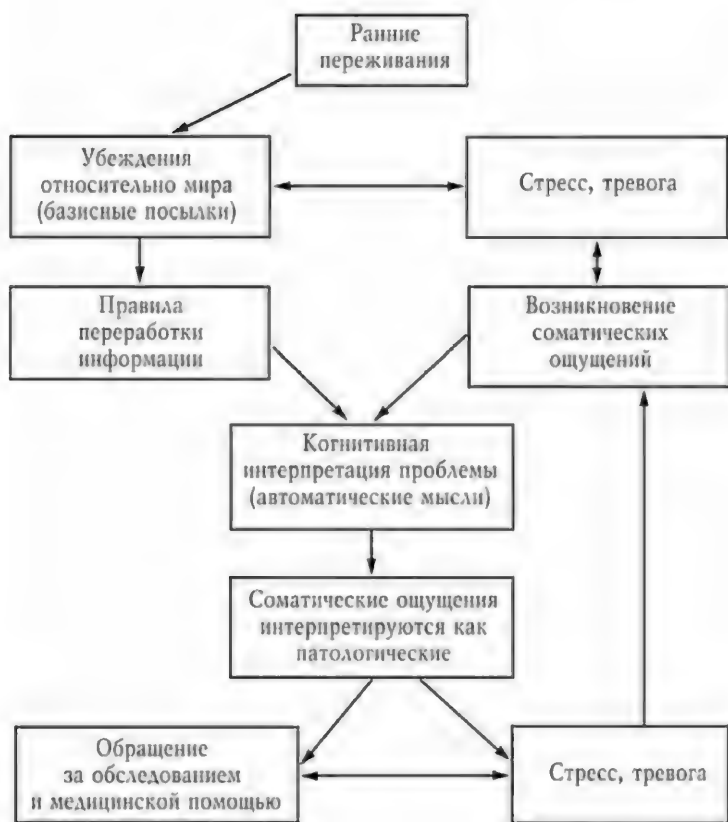 Ранние
переживания
Убеждения
относительно мира
(базисные посылки)
Стресс, тревога
Правила
переработки
информации
Возникновение
соматических
ощущений
Когнитивная
интерпретация проблемы
(автоматические мысли)
Соматические ощущения
интерпретируются как
патологические
Обращение
за обследованием
и медицинской помощью
Стресс, тревога